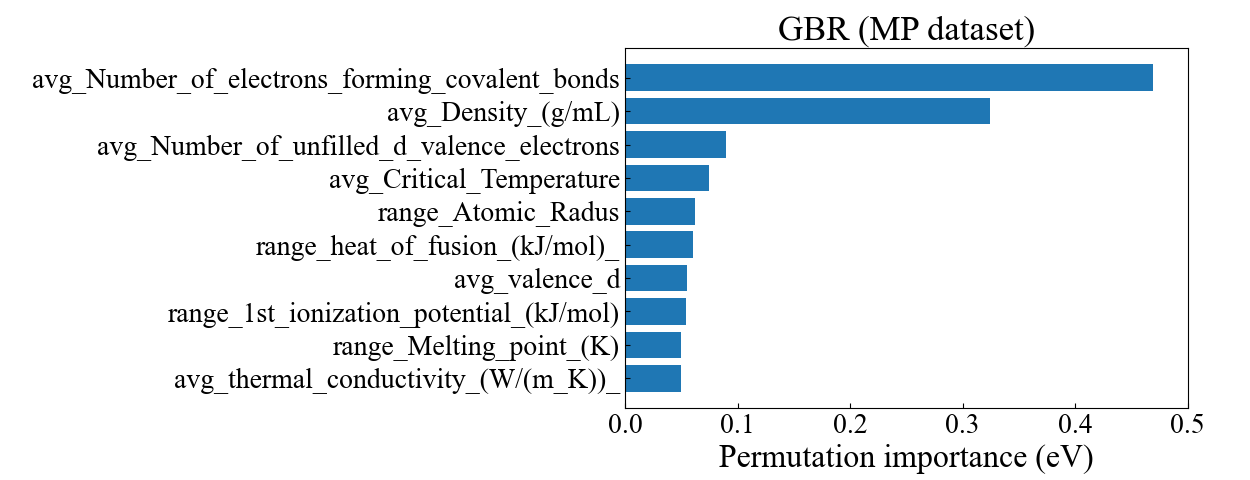 GBR (MP dataset)
avg_Number_of_electrons_forming_covalent_bonds
avg_Density_(g/mL)
avg_Number_of_unfilled_d_valence_electrons
avg_Critical_Temperature
range_Atomic_Radus
range_heat_of_fusion_(kJ/mol)_
avg_valence_d
range_1st_ionization_potential_(kJ/mol)
range_Melting_point_(K)
avg_thermal_conductivity_(W/(m_K))_
0.0 0.1 0.2 0.3 0.4 0.5
Permutation importance (eV)